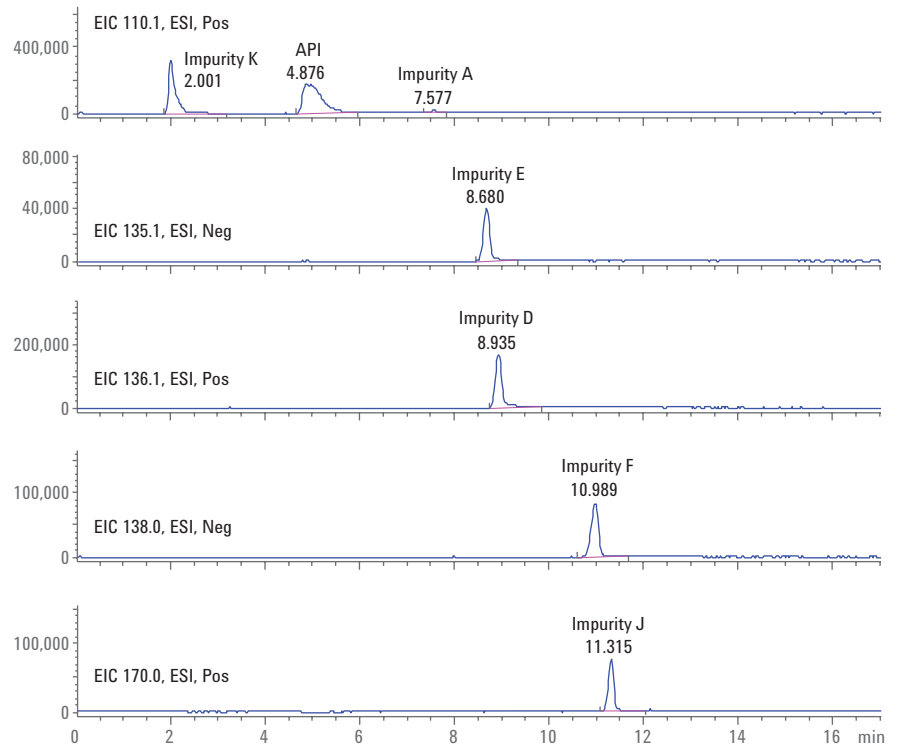 EIC 110.1, ESI, Pos
400,000
0
Impurity K
2.001
API
4.876
Impurity A
7.577
80,000
40,000
0
EIC 135.1, ESI, Neg
Impurity E
8.680
200,000
0
EIC 136.1, ESI, Pos
Impurity D
8.935
100,000
0
EIC 138.0, ESI, Neg
Impurity F
10.989
100,000
0
EIC 170.0, ESI, Pos
Impurity J
11.315
0 2 4 6 8 10 12 14 16 min